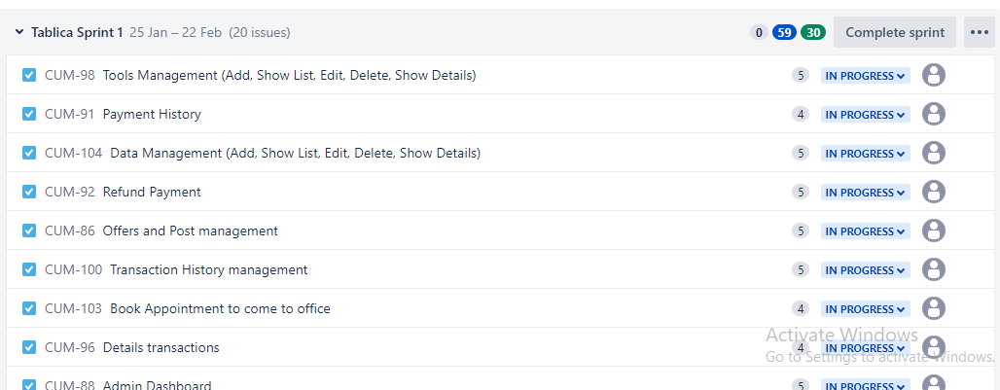 Tablica Sprint 1 25 Jan – 22 Feb (20 issues) 0 59 30 Complete sprint
CUM-98 Tools Management (Add, Show List, Edit, Delete, Show Details) 5 IN PROGRESS
CUM-91 Payment History 4 IN PROGRESS
CUM-104 Data Management (Add, Show List, Edit, Delete, Show Details) 5 IN PROGRESS
CUM-92 Refund Payment 5 IN PROGRESS
CUM-86 Offers and Post management 5 IN PROGRESS
CUM-100 Transaction History management 5 IN PROGRESS
CUM-103 Book Appointment to come to office 4 IN PROGRESS
Activate Windows
CUM-96 Details transactions 4 IN PROGRESS
Go to Settings to activate Windows.
CUM-88 Admin Dashboard 5 IN PROGRESS